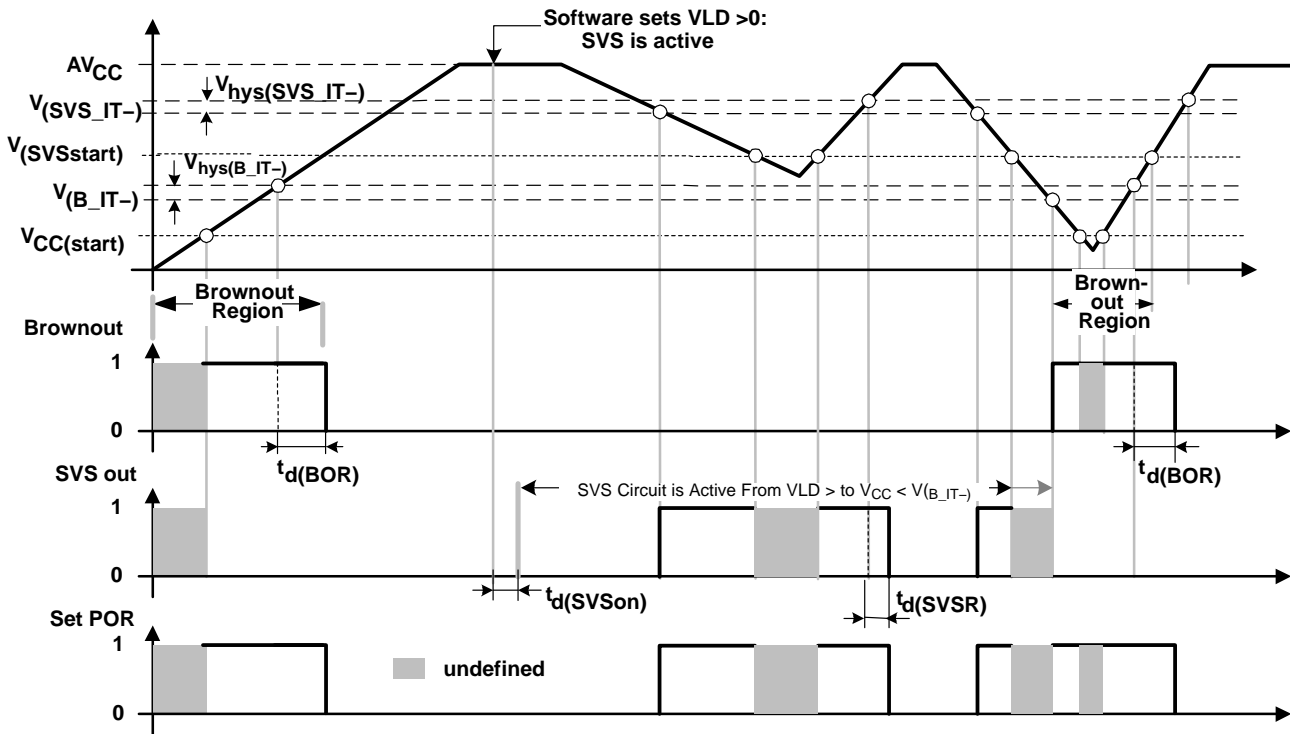 Software sets VLD >0:
SVS is active
AVCC
Vhys(SVS_IT−)
V(SVS_IT−)
V(SVSstart)
Vhys(B_IT−)
V(B_IT−)
VCC(start)
Brownout
Region
Brown-
out
Region
Brownout
1
0
td(BOR)
td(BOR)
SVS out
SVS Circuit is Active From VLD > to VCC < V(B_IT−)
1
0
td(SVSon)
td(SVSR)
Set POR
1
undefined
0